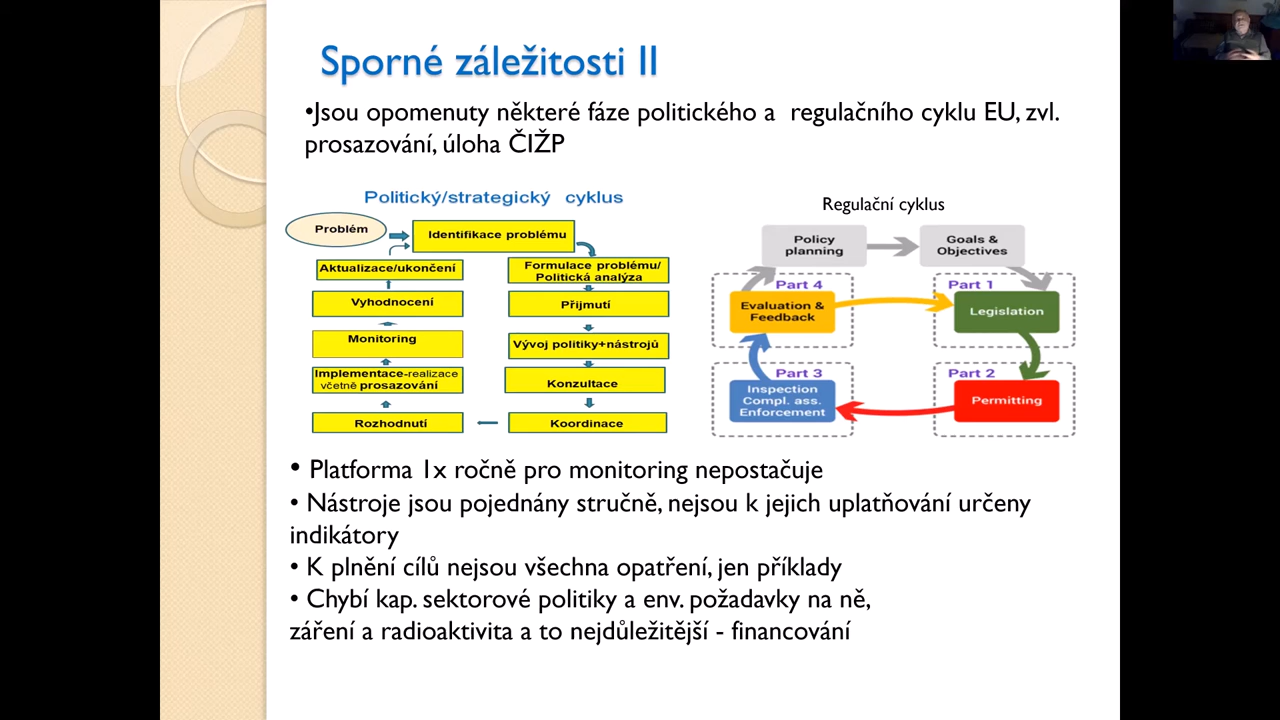 Sporné záležitosti II
•Jsou opomenuty některé fáze politického a regulačního cyklu EU, zvl.
prosazování, úloha ČIŽP
Politický/strategický cyklus
Problém
Identifikace problému
Formulace problému/
Politická analýza
Přijmutí
Vývoj politiky+nástrojů
Konzultace
Koordinace
Rozhodnutí
Implementace-realizace
včetně prosazování
Monitoring
Vyhodnocení
Aktualizace/ukončení
Regulační cyklus
Policy
planning
Goals &
Objectives
Part 1
Legislation
Part 2
Permitting
Part 3
Inspection
Compl. ass.
Enforcement
Part 4
Evaluation &
Feedback
• Platforma 1x ročně pro monitoring nepostačuje
• Nástroje jsou pojednány stručně, nejsou k jejich uplatňování určeny
indikátory
• K plnění cílů nejsou všechna opatření, jen příklady
• Chybí kap. sektorové politiky a env. požadavky na ně,
záření a radioaktivita a to nejdůležitější - financování